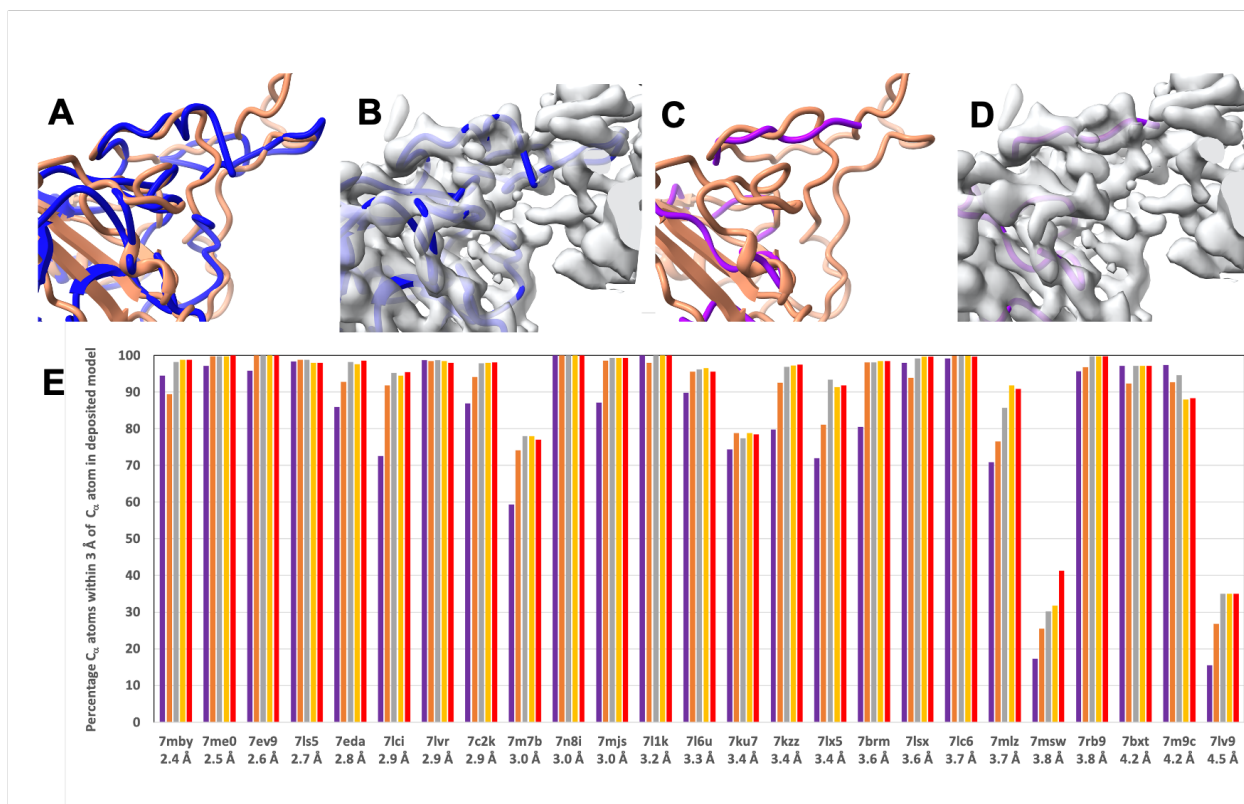 A
B
C
D
E
Percentage Cα atoms within 3 Å of Cα atom in deposited model
100
90
80
70
60
50
40
30
20
10
0
7mby 7me0 7ev9 7ls5 7eda 7lci 7lvr 7c2k 7m7b 7n8i 7mjs 7l1k 7l6u 7ku7 7kzz 7lx5 7brm 7lsx 7lc6 7mlz 7msw 7rb9 7bxt 7m9c 7lv9
2.4 Å 2.5 Å 2.6 Å 2.7 Å 2.8 Å 2.9 Å 2.9 Å 2.9 Å 3.0 Å 3.0 Å 3.0 Å 3.2 Å 3.3 Å 3.4 Å 3.4 Å 3.4 Å 3.6 Å 3.6 Å 3.7 Å 3.7 Å 3.8 Å 3.8 Å 4.2 Å 4.2 Å 4.5 Å